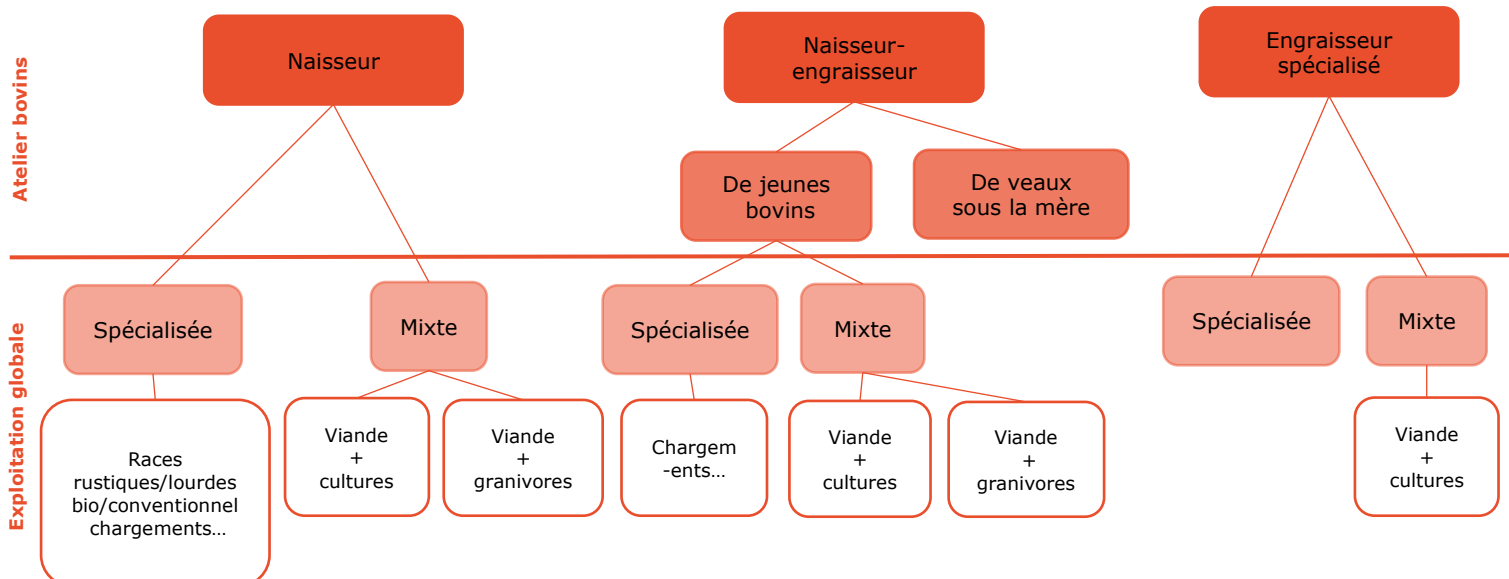 Atelier bovins
Naisseur
Naisseur-
engraisseur
Engraisseur
spécialisé
De jeunes
bovins
De veaux
sous la mère
Exploitation globale
Spécialisée
Mixte
Spécialisée
Mixte
Spécialisée
Mixte
Races
rustiques/lourdes
bio/conventionnel
chargements…
Viande
+
cultures
Viande
+
granivores
Chargem
-ents…
Viande
+
cultures
Viande
+
granivores
Viande
+
cultures